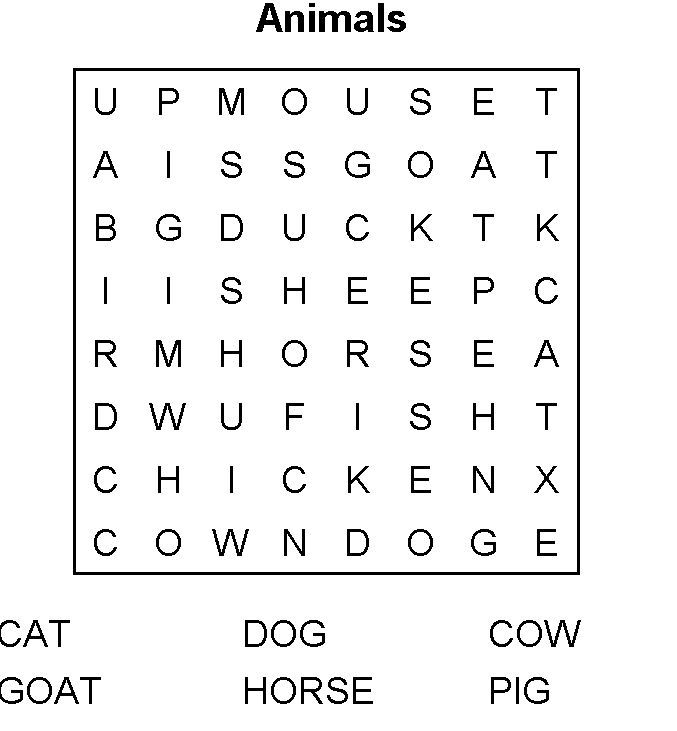 Animals
U P M O U S E T
A I S S G O A T
B G D U C K T K
I I S H E E P C
R M H O R S E A
D W U F I S H T
C H I C K E N X
C O W N D O G E
CAT DOG COW
GOAT HORSE PIG